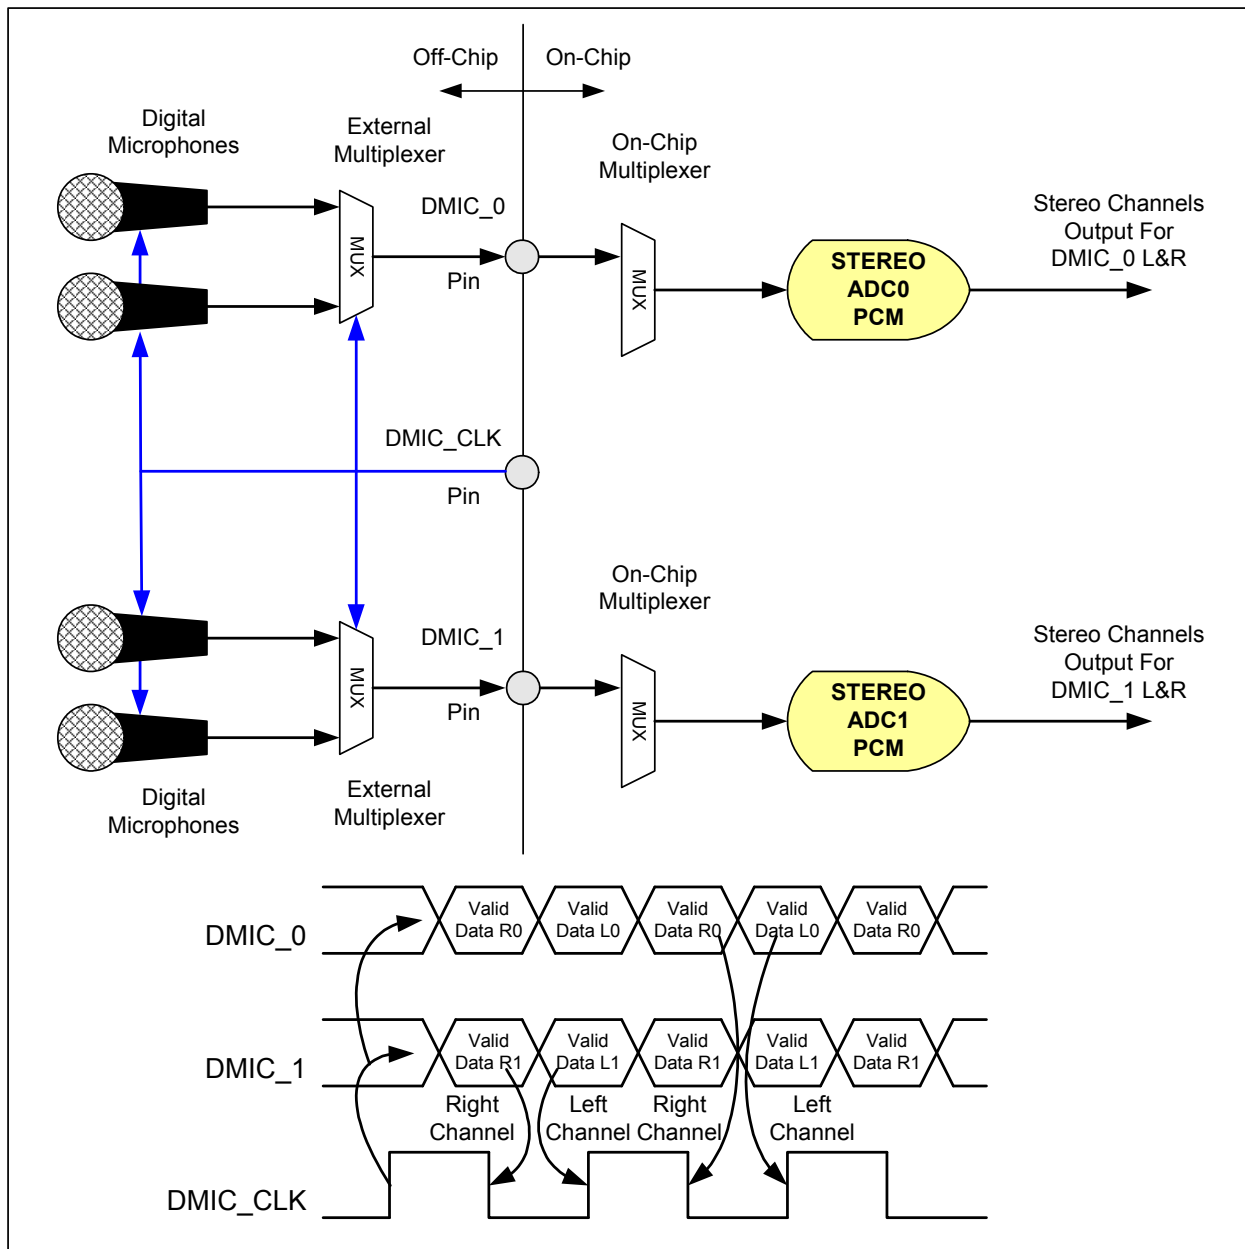 Off-Chip
On-Chip
Digital
Microphones
External
Multiplexer
On-Chip
Multiplexer
DMIC_0
Pin
MUX
MUX
STEREO
ADC0
PCM
Stereo Channels
Output For
DMIC_0 L&R
DMIC_CLK
Pin
On-Chip
Multiplexer
DMIC_1
Pin
MUX
MUX
STEREO
ADC1
PCM
Stereo Channels
Output For
DMIC_1 L&R
Digital
Microphones
External
Multiplexer
DMIC_0
Valid
Data R0
Valid
Data L0
Valid
Data R0
Valid
Data L0
Valid
Data R0
DMIC_1
Valid
Data R1
Valid
Data L1
Valid
Data R1
Valid
Data L1
Valid
Data R1
Right
Channel
Left
Channel
Right
Channel
Left
Channel
DMIC_CLK